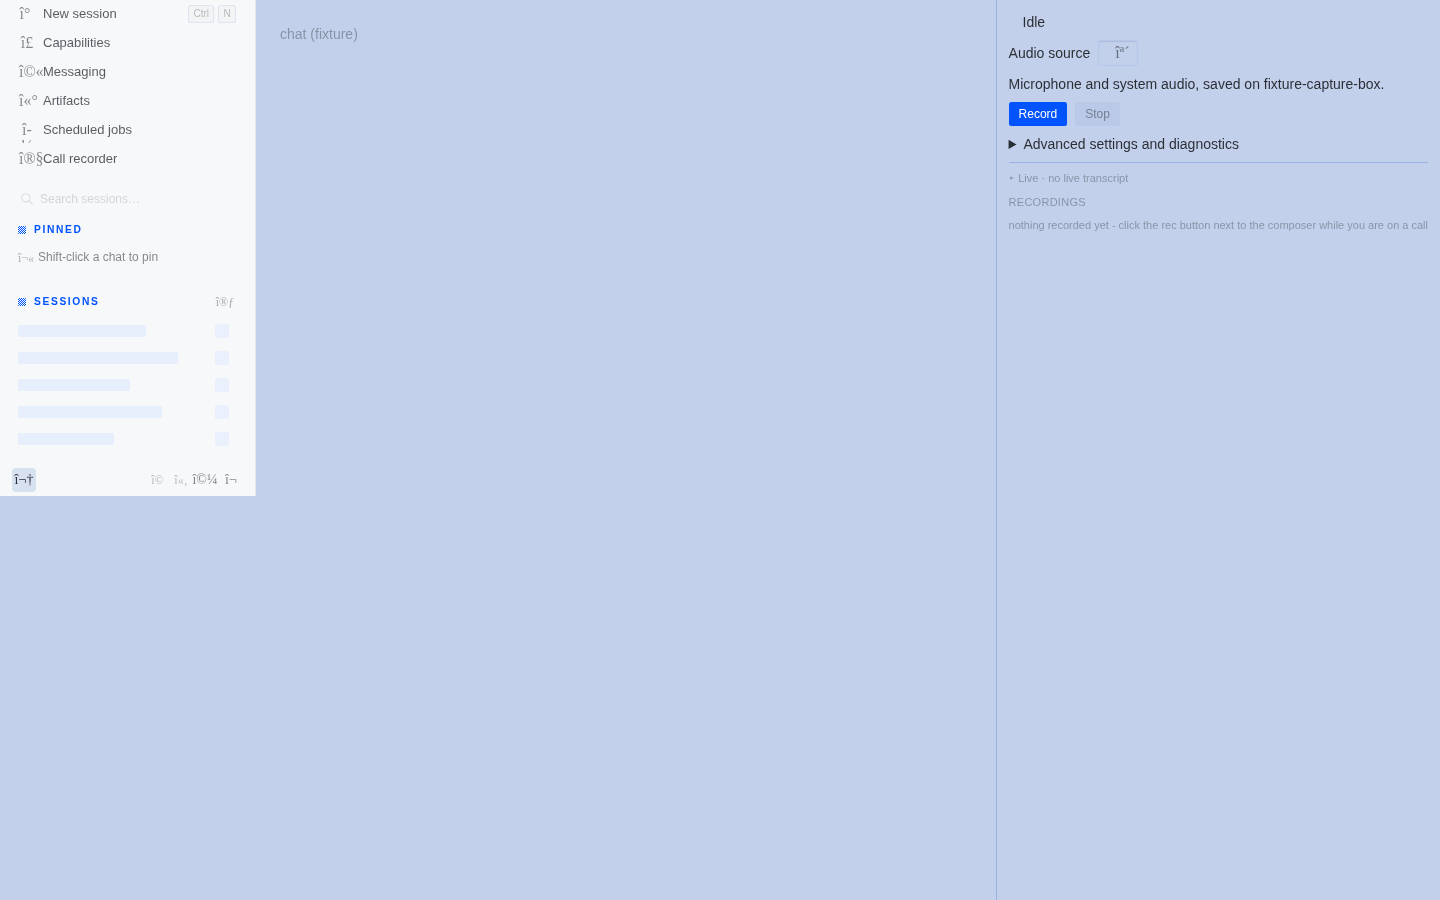 New session Ctrl N
Capabilities
Messaging
Artifacts
Scheduled jobs
Call recorder
Search sessions…
PINNED
Shift-click a chat to pin
SESSIONS
chat (fixture)
Idle
Audio source
Microphone and system audio, saved on fixture-capture-box.
Record Stop
Advanced settings and diagnostics
Live · no live transcript
RECORDINGS
nothing recorded yet - click the rec button next to the composer while you are on a call